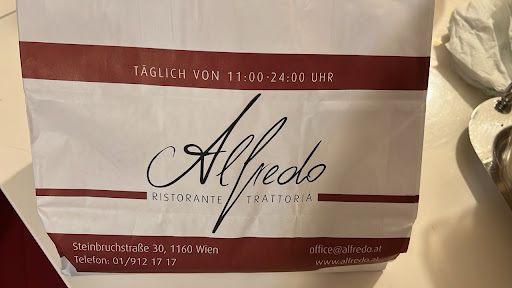 TÄGLICH VON 11:00-24:00 UHR
Alfredo
RISTORANTE TRATTORIA
Steinbruchstraße 30, 1160 Wien office@alfredo.at
Telefon: 01/912 17 17 www.alfredo.at